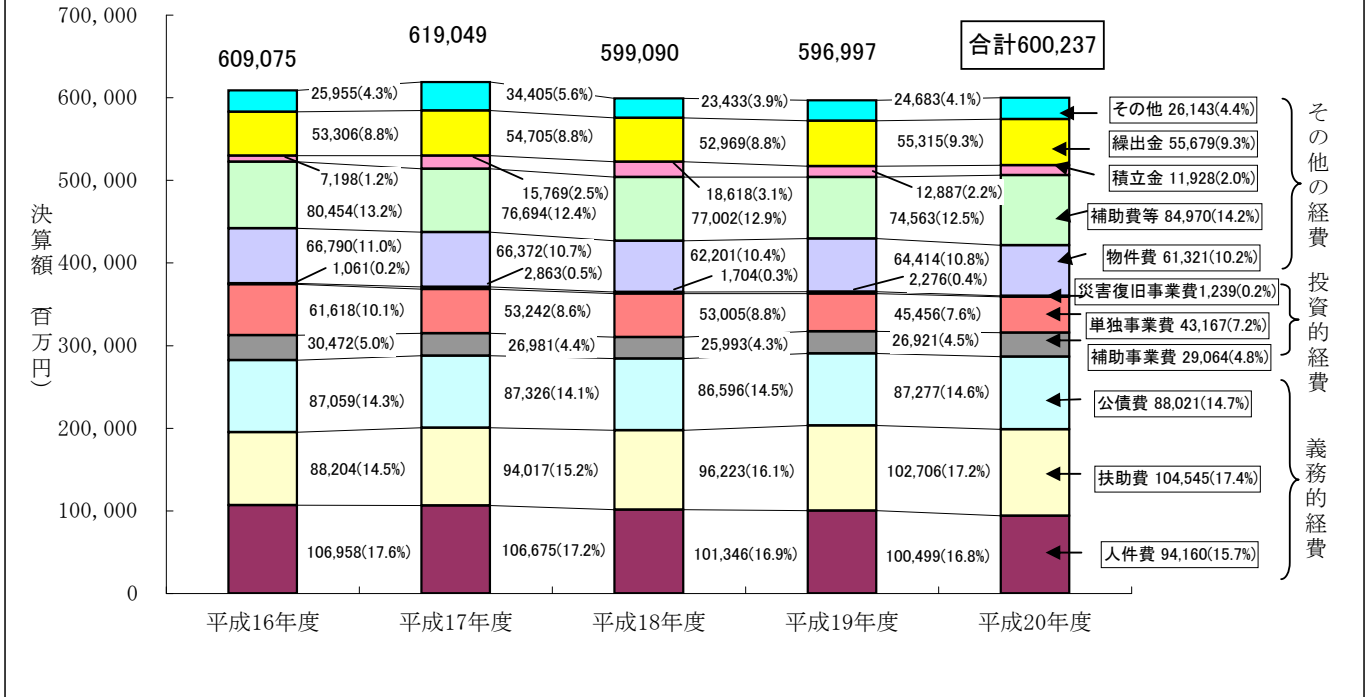 700,000
600,000
500,000
400,000
300,000
200,000
100,000
0
決算額（百万円）
609,075
619,049
599,090
596,997
合計600,237
25,955(4.3%)
34,405(5.6%)
23,433(3.9%)
24,683(4.1%)
その他 26,143(4.4%)
53,306(8.8%)
54,705(8.8%)
52,969(8.8%)
55,315(9.3%)
繰出金 55,679(9.3%)
7,198(1.2%)
15,769(2.5%)
18,618(3.1%)
12,887(2.2%)
積立金 11,928(2.0%)
80,454(13.2%)
76,694(12.4%)
77,002(12.9%)
74,563(12.5%)
補助費等 84,970(14.2%)
66,790(11.0%)
66,372(10.7%)
62,201(10.4%)
64,414(10.8%)
物件費 61,321(10.2%)
1,061(0.2%)
2,863(0.5%)
1,704(0.3%)
2,276(0.4%)
災害復旧事業費1,239(0.2%)
61,618(10.1%)
53,242(8.6%)
53,005(8.8%)
45,456(7.6%)
単独事業費 43,167(7.2%)
30,472(5.0%)
26,981(4.4%)
25,993(4.3%)
26,921(4.5%)
補助事業費 29,064(4.8%)
87,059(14.3%)
87,326(14.1%)
86,596(14.5%)
87,277(14.6%)
公債費 88,021(14.7%)
88,204(14.5%)
94,017(15.2%)
96,223(16.1%)
102,706(17.2%)
扶助費 104,545(17.4%)
106,958(17.6%)
106,675(17.2%)
101,346(16.9%)
100,499(16.8%)
人件費 94,160(15.7%)
その他の経費
投資的経費
義務的経費
平成16年度
平成17年度
平成18年度
平成19年度
平成20年度